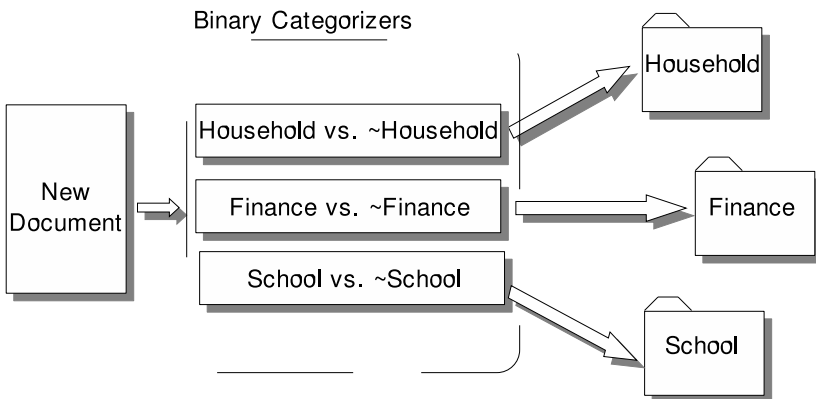 Binary Categorizers
Household
Household vs. ~Household
New
Document
Finance vs. ~Finance
Finance
School vs. ~School
School